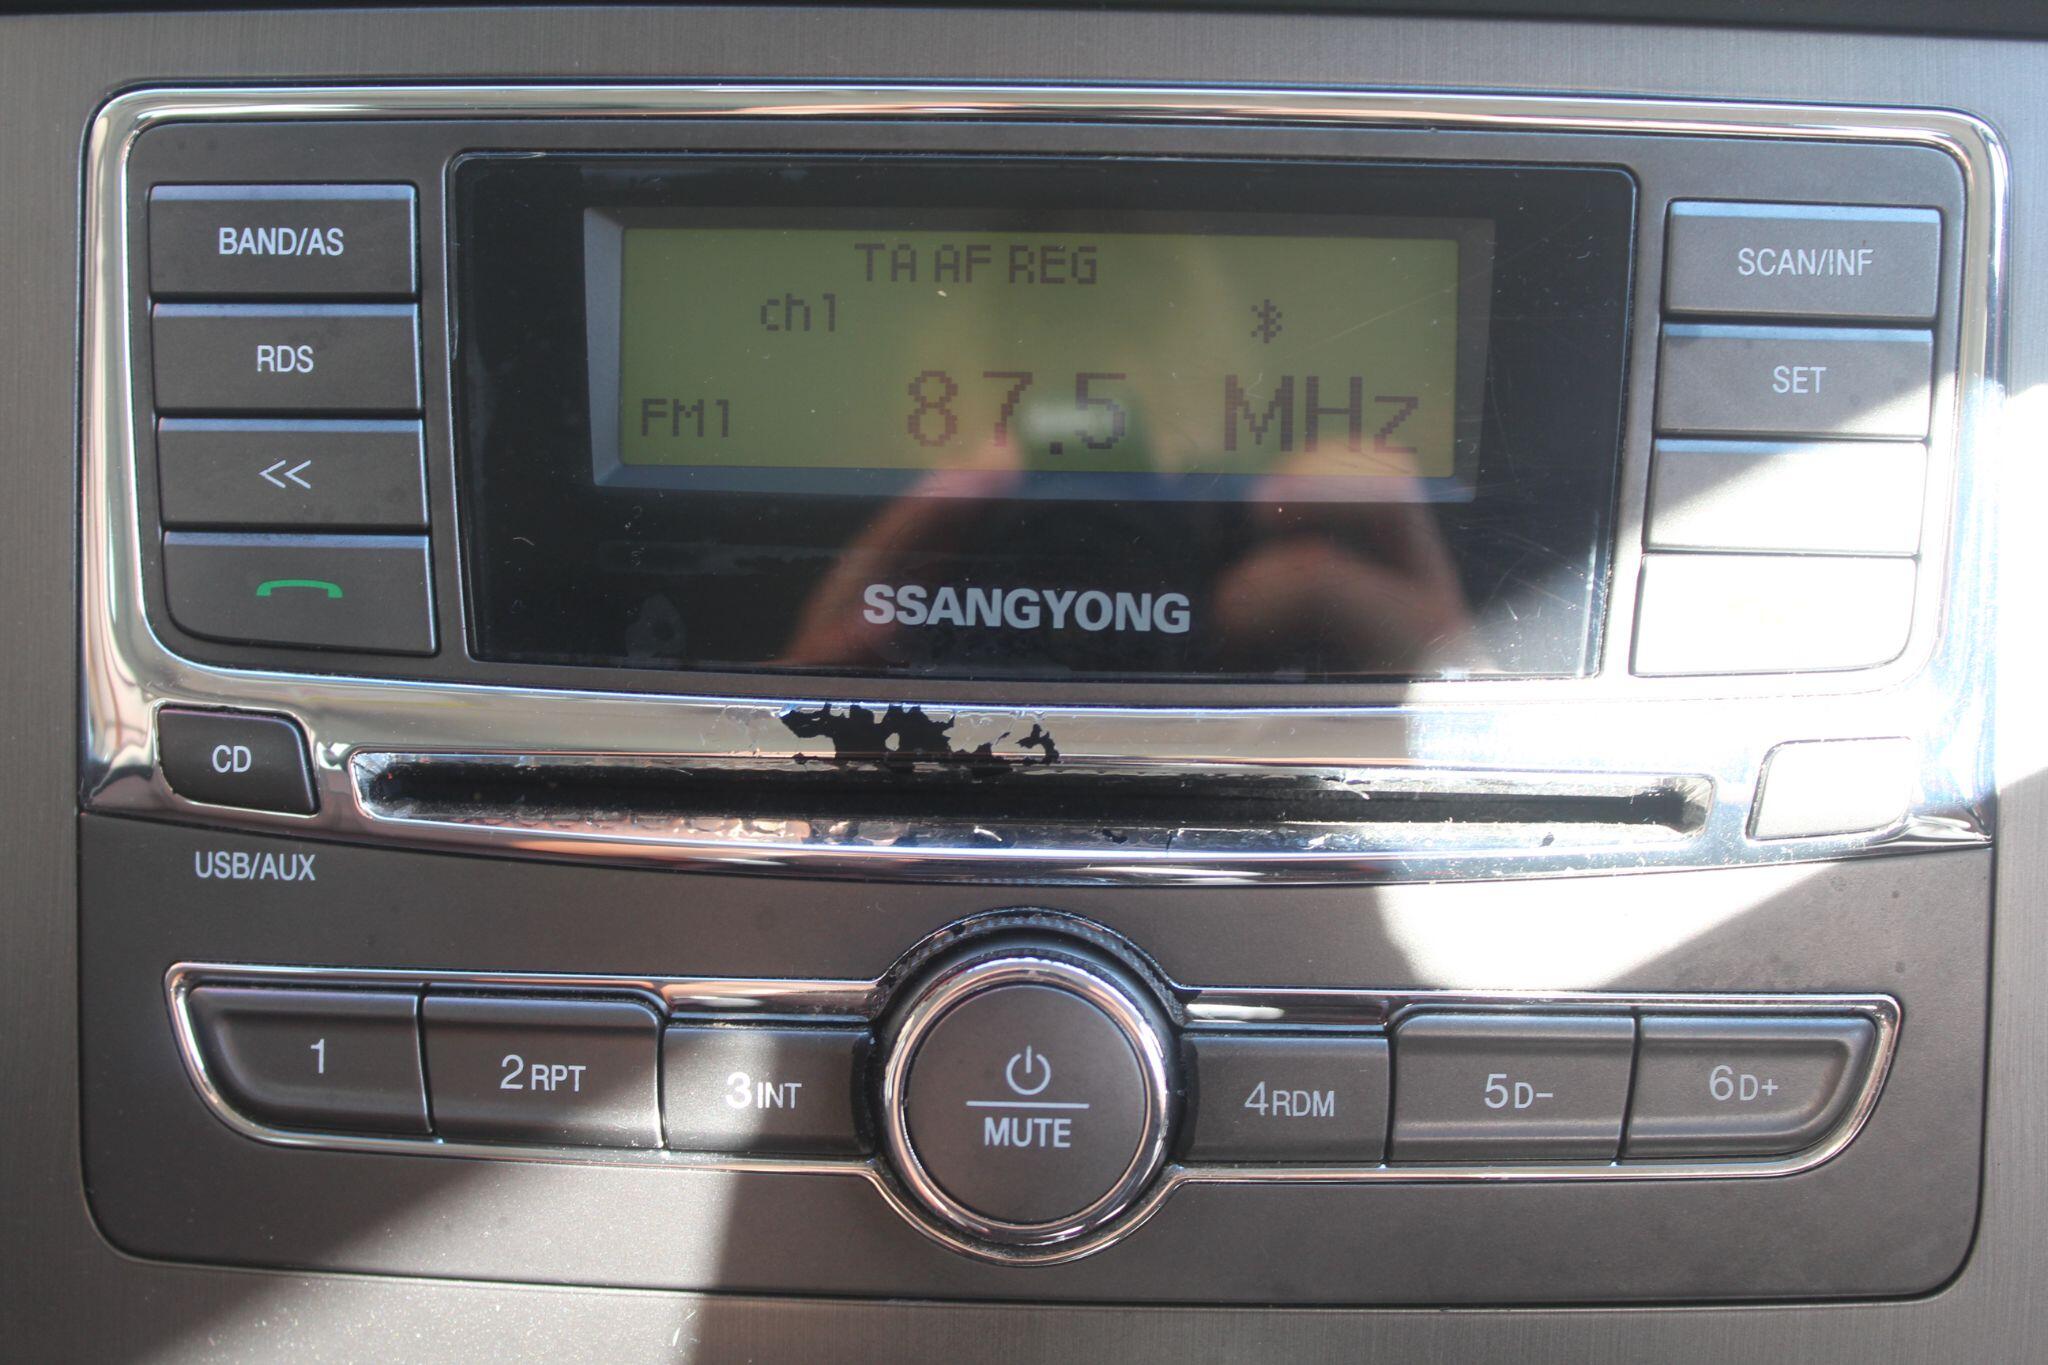 BAND/AS
RDS
<<
TA AF REG
ch1
FM1 87.5 MHz
SSANGYONG
SCAN/INF
SET
CD
USB/AUX
1
2RPT
3INT
MUTE
4RDM
5D-
6D+